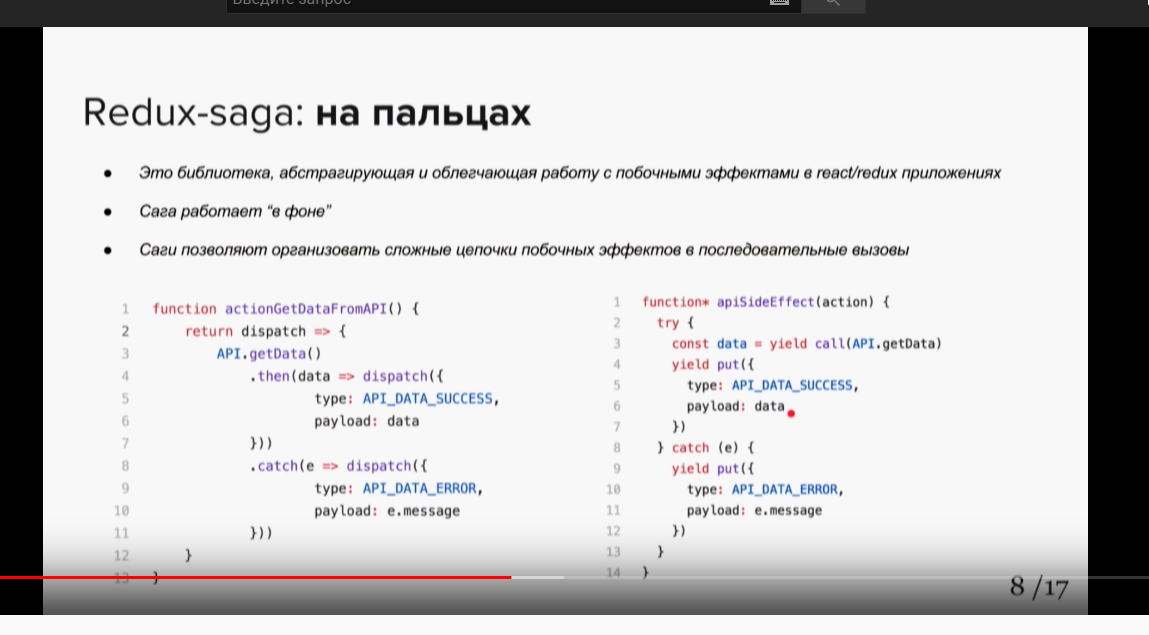 Введите запрос
Redux-saga: на пальцах
● Это библиотека, абстрагирующая и облегчающая работу с побочными эффектами в react/redux приложениях
● Сага работает “в фоне”
● Саги позволяют организовать сложные цепочки побочных эффектов в последовательные вызовы
1 function actionGetDataFromAPI() {
2     return dispatch => {
3         API.getData()
4             .then(data => dispatch({
5                     type: API_DATA_SUCCESS,
6                     payload: data
7             }))
8             .catch(e => dispatch({
9                     type: API_DATA_ERROR,
10                     payload: e.message
11             }))
12     }
13 }
1 function* apiSideEffect(action) {
2   try {
3     const data = yield call(API.getData)
4     yield put({
5       type: API_DATA_SUCCESS,
6       payload: data
7     })
8   } catch (e) {
9     yield put({
10       type: API_DATA_ERROR,
11       payload: e.message
12     })
13   }
14 }
8 /17